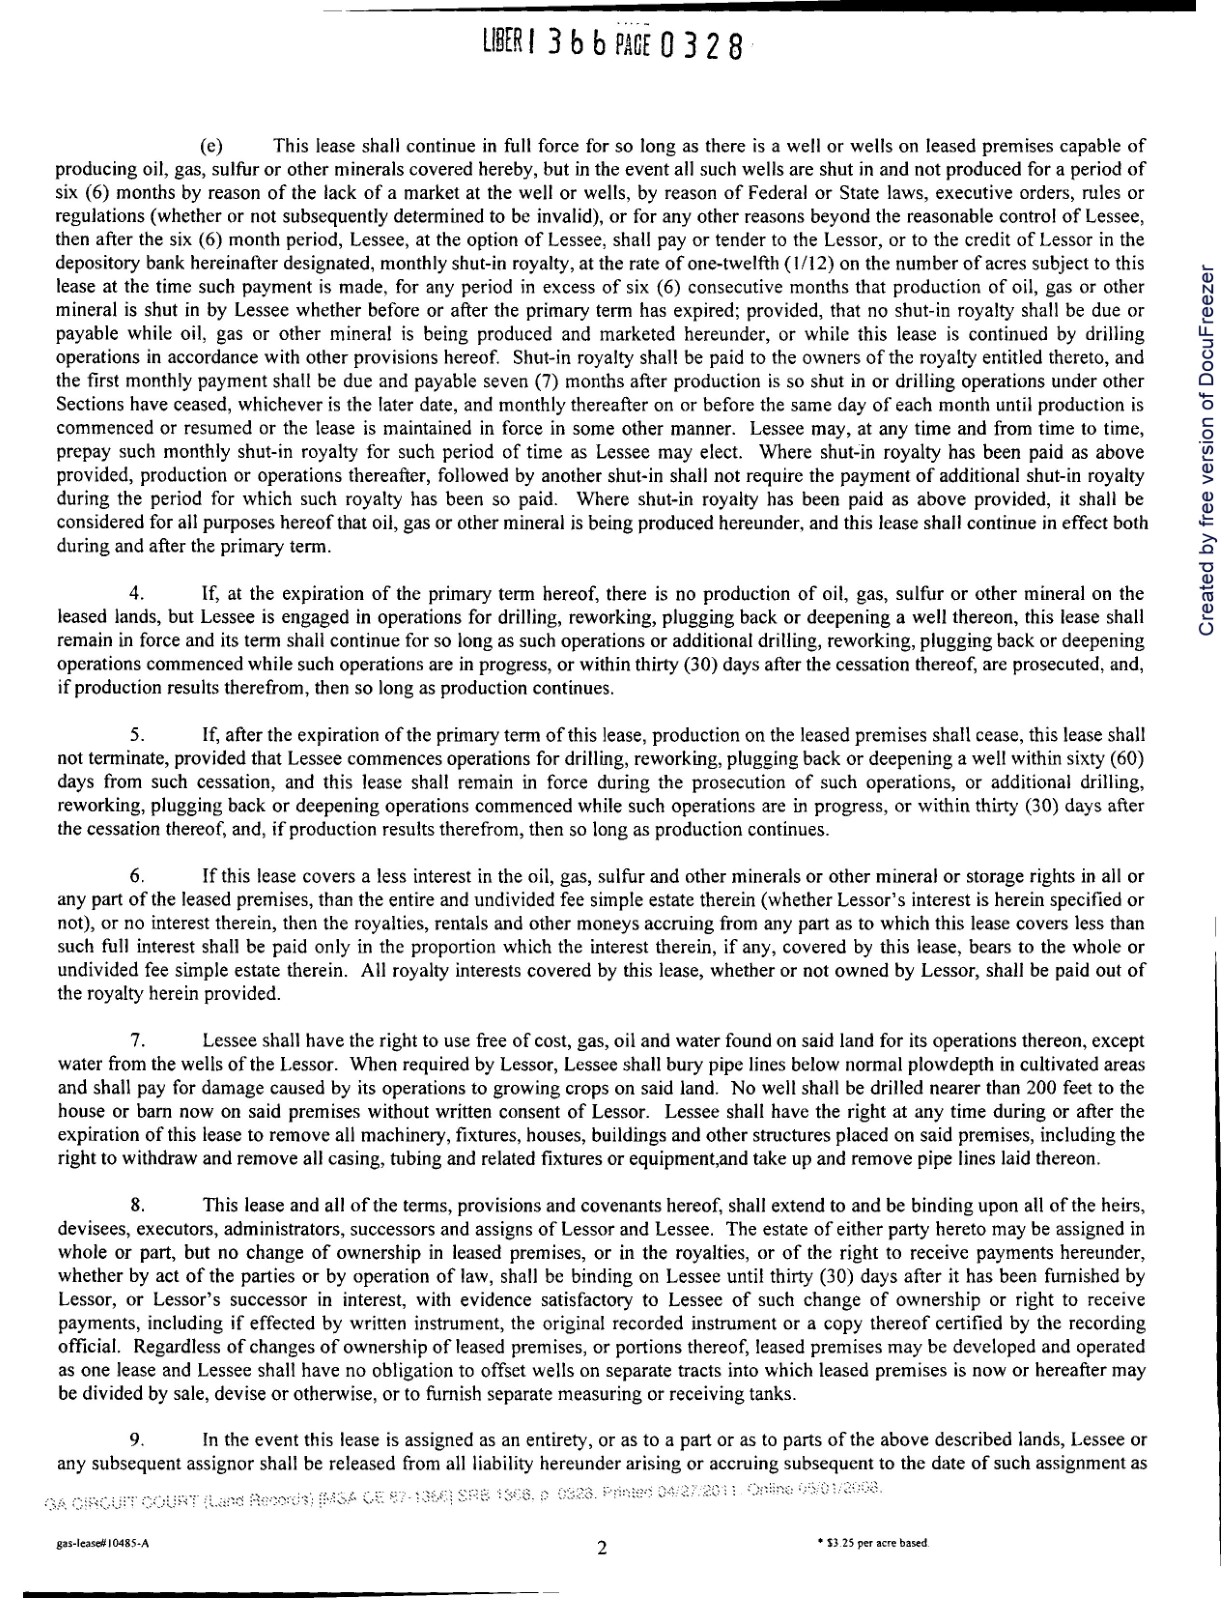 LIBER 1 3 6 6 PAGE 0 3 2 8
(e) This lease shall continue in full force for so long as there is a well or wells on leased premises capable of
producing oil, gas, sulfur or other minerals covered hereby, but in the event all such wells are shut in and not produced for a period of
six (6) months by reason of the lack of a market at the well or wells, by reason of Federal or State laws, executive orders, rules or
regulations (whether or not subsequently determined to be invalid), or for any other reasons beyond the reasonable control of Lessee,
then after the six (6) month period, Lessee, at the option of Lessee, shall pay or tender to the Lessor, or to the credit of Lessor in the
depository bank hereinafter designated, monthly shut-in royalty, at the rate of one-twelfth (1/12) on the number of acres subject to this
lease at the time such payment is made, for any period in excess of six (6) consecutive months that production of oil, gas or other
mineral is shut in by Lessee whether before or after the primary term has expired; provided, that no shut-in royalty shall be due or
payable while oil, gas or other mineral is being produced and marketed hereunder, or while this lease is continued by drilling
operations in accordance with other provisions hereof. Shut-in royalty shall be paid to the owners of the royalty entitled thereto, and
the first monthly payment shall be due and payable seven (7) months after production is so shut in or drilling operations under other
Sections have ceased, whichever is the later date, and monthly thereafter on or before the same day of each month until production is
commenced or resumed or the lease is maintained in force in some other manner. Lessee may, at any time and from time to time,
prepay such monthly shut-in royalty for such period of time as Lessee may elect. Where shut-in royalty has been paid as above
provided, production or operations thereafter, followed by another shut-in shall not require the payment of additional shut-in royalty
during the period for which such royalty has been so paid. Where shut-in royalty has been paid as above provided, it shall be
considered for all purposes hereof that oil, gas or other mineral is being produced hereunder, and this lease shall continue in effect both
during and after the primary term.
4. If, at the expiration of the primary term hereof, there is no production of oil, gas, sulfur or other mineral on the
leased lands, but Lessee is engaged in operations for drilling, reworking, plugging back or deepening a well thereon, this lease shall
remain in force and its term shall continue for so long as such operations or additional drilling, reworking, plugging back or deepening
operations commenced while such operations are in progress, or within thirty (30) days after the cessation thereof, are prosecuted, and,
if production results therefrom, then so long as production continues.
5. If, after the expiration of the primary term of this lease, production on the leased premises shall cease, this lease shall
not terminate, provided that Lessee commences operations for drilling, reworking, plugging back or deepening a well within sixty (60)
days from such cessation, and this lease shall remain in force during the prosecution of such operations, or additional drilling,
reworking, plugging back or deepening operations commenced while such operations are in progress, or within thirty (30) days after
the cessation thereof, and, if production results therefrom, then so long as production continues.
6. If this lease covers a less interest in the oil, gas, sulfur and other minerals or other mineral or storage rights in all or
any part of the leased premises, than the entire and undivided fee simple estate therein (whether Lessor's interest is herein specified or
not), or no interest therein, then the royalties, rentals and other moneys accruing from any part as to which this lease covers less than
such full interest shall be paid only in the proportion which the interest therein, if any, covered by this lease, bears to the whole or
undivided fee simple estate therein. All royalty interests covered by this lease, whether or not owned by Lessor, shall be paid out of
the royalty herein provided.
7. Lessee shall have the right to use free of cost, gas, oil and water found on said land for its operations thereon, except
water from the wells of the Lessor. When required by Lessor, Lessee shall bury pipe lines below normal plowdepth in cultivated areas
and shall pay for damage caused by its operations to growing crops on said land. No well shall be drilled nearer than 200 feet to the
house or barn now on said premises without written consent of Lessor. Lessee shall have the right at any time during or after the
expiration of this lease to remove all machinery, fixtures, houses, buildings and other structures placed on said premises, including the
right to withdraw and remove all casing, tubing and related fixtures or equipment,and take up and remove pipe lines laid thereon.
8. This lease and all of the terms, provisions and covenants hereof, shall extend to and be binding upon all of the heirs,
devisees, executors, administrators, successors and assigns of Lessor and Lessee. The estate of either party hereto may be assigned in
whole or part, but no change of ownership in leased premises, or in the royalties, or of the right to receive payments hereunder,
whether by act of the parties or by operation of law, shall be binding on Lessee until thirty (30) days after it has been furnished by
Lessor, or Lessor's successor in interest, with evidence satisfactory to Lessee of such change of ownership or right to receive
payments, including if effected by written instrument, the original recorded instrument or a copy thereof certified by the recording
official. Regardless of changes of ownership of leased premises, or portions thereof, leased premises may be developed and operated
as one lease and Lessee shall have no obligation to offset wells on separate tracts into which leased premises is now or hereafter may
be divided by sale, devise or otherwise, or to furnish separate measuring or receiving tanks.
9. In the event this lease is assigned as an entirety, or as to a part or as to parts of the above described lands, Lessee or
any subsequent assignor shall be released from all liability hereunder arising or accruing subsequent to the date of such assignment as
GA CIRCUIT COURT (Land Records) [MSA CE 87-1366] SRB 1366, p. 0328. Printed 04/27/2011. Online 05/01/2008.
gas-lease#10485-A
2
* $3.25 per acre based
Created by free version of DocuFreezer